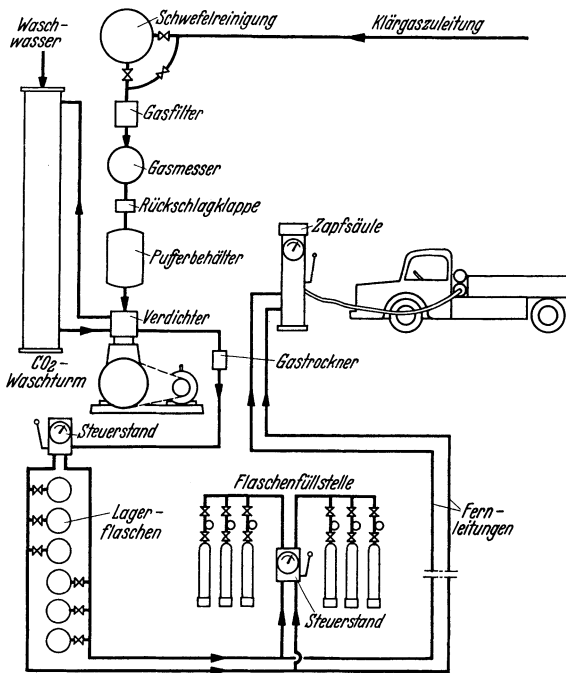 Wasch-
wasser
Schwefelreinigung
Klärgaszuleitung
Gasfilter
Gasmesser
Rückschlagklappe
Pufferbehälter
Zapfsäule
Verdichter
CO2-
Waschturm
Gastrockner
Steuerstand
Lager-
flaschen
Flaschenfüllstelle
Fern-
leitungen
Steuerstand